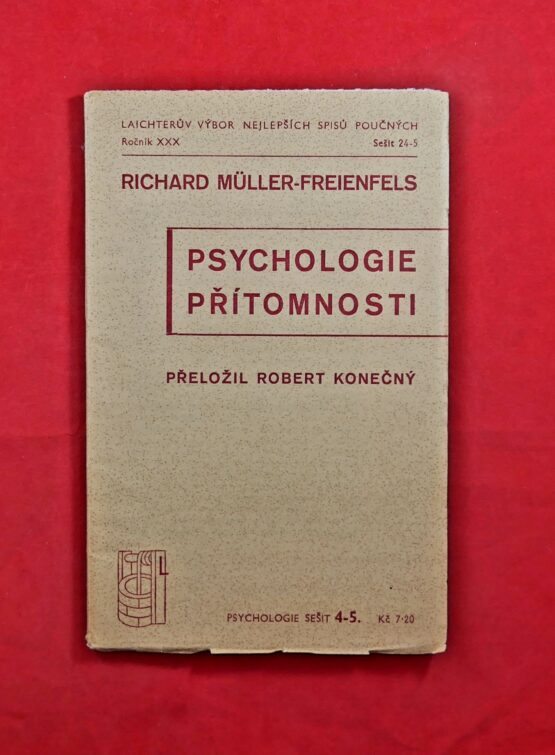 LAICHTERŮV VÝBOR NEJLEPŠÍCH SPISŮ POUČNÝCH
Ročník XXX Sešit 24-5
RICHARD MÜLLER-FREIENFELS
PSYCHOLOGIE
PŘÍTOMNOSTI
PŘELOŽIL ROBERT KONEČNÝ
L
PSYCHOLOGIE SEŠIT 4-5. Kč 7·20